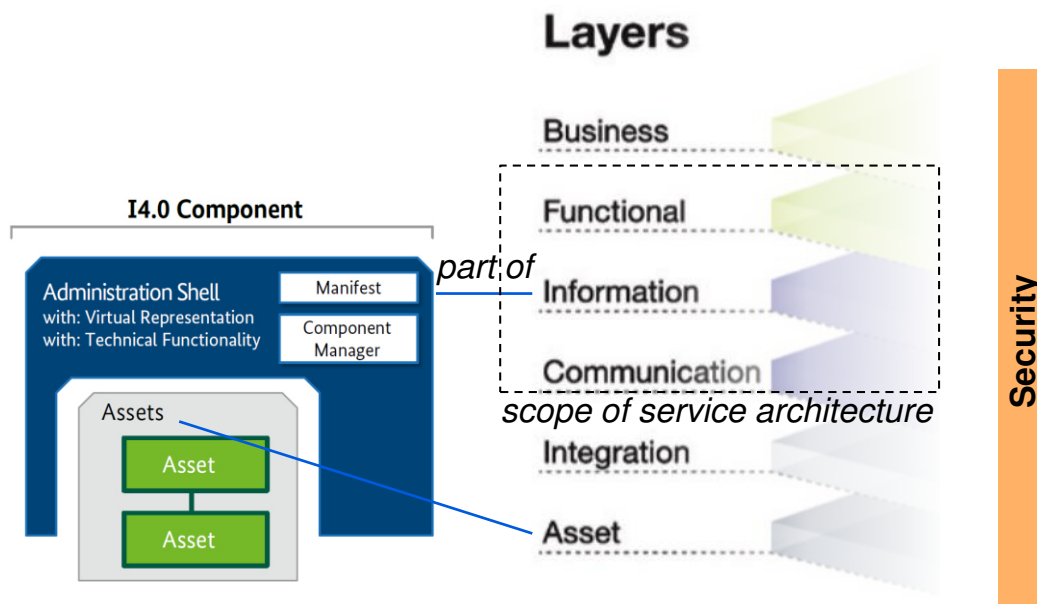 Layers
Business
Functional
Information
Communication
Integration
Asset
scope of service architecture
part of
I4.0 Component
Administration Shell
with: Virtual Representation
with: Technical Functionality
Manifest
Component
Manager
Assets
Asset
Asset
Security